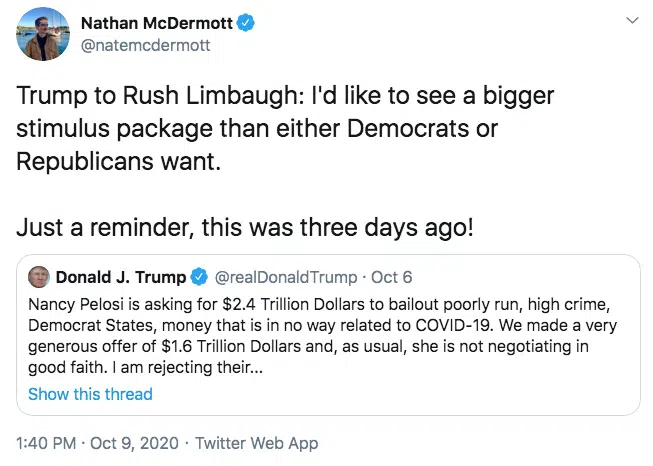 Nathan McDermott
@natemcdermott
Trump to Rush Limbaugh: I'd like to see a bigger
stimulus package than either Democrats or
Republicans want.
Just a reminder, this was three days ago!
Donald J. Trump @realDonaldTrump · Oct 6
Nancy Pelosi is asking for $2.4 Trillion Dollars to bailout poorly run, high crime,
Democrat States, money that is in no way related to COVID-19. We made a very
generous offer of $1.6 Trillion Dollars and, as usual, she is not negotiating in
good faith. I am rejecting their...
Show this thread
1:40 PM · Oct 9, 2020 · Twitter Web App